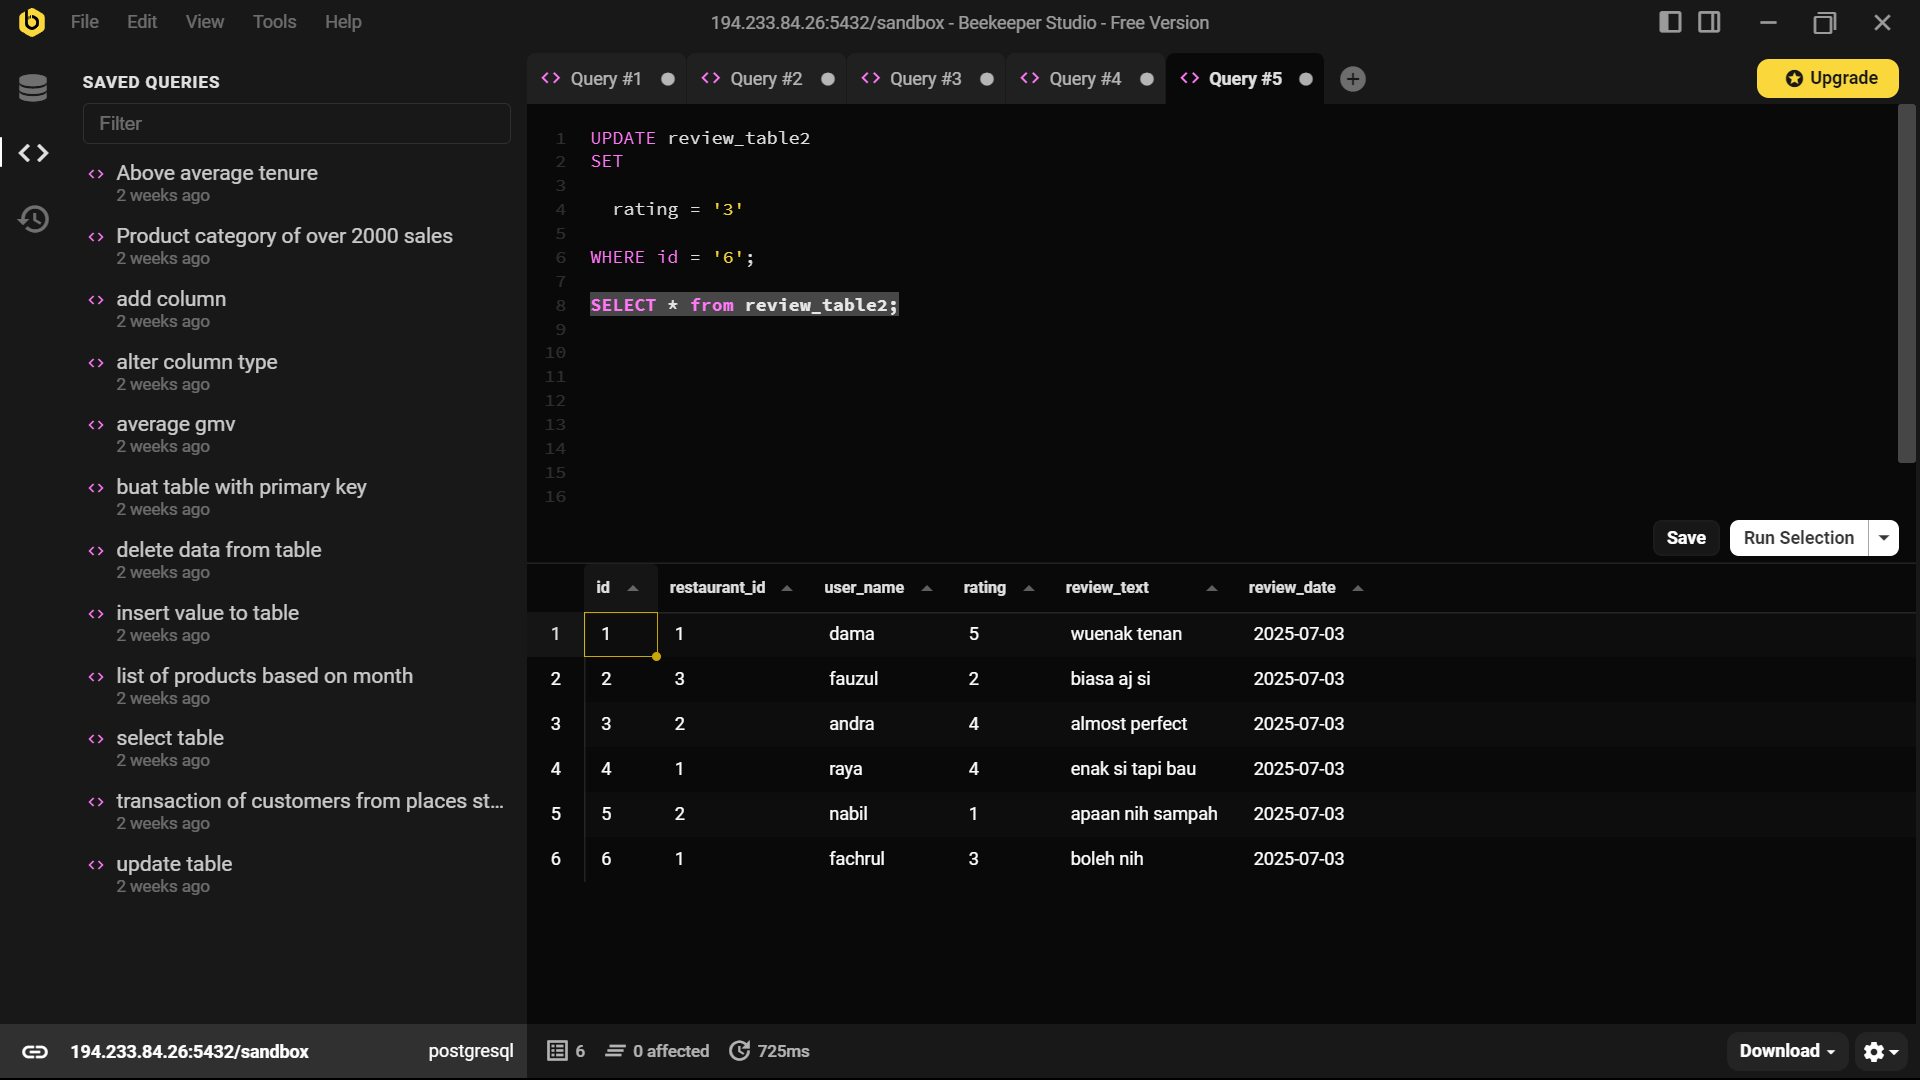 File Edit View Tools Help
194.233.84.26:5432/sandbox - Beekeeper Studio - Free Version
SAVED QUERIES
Filter
Above average tenure
2 weeks ago
Product category of over 2000 sales
2 weeks ago
add column
2 weeks ago
alter column type
2 weeks ago
average gmv
2 weeks ago
buat table with primary key
2 weeks ago
delete data from table
2 weeks ago
insert value to table
2 weeks ago
list of products based on month
2 weeks ago
select table
2 weeks ago
transaction of customers from places st...
2 weeks ago
update table
2 weeks ago
194.233.84.26:5432/sandbox postgresql
Query #1 Query #2 Query #3 Query #4 Query #5
Upgrade
1 UPDATE review_table2
2 SET
3
4 rating = '3'
5
6 WHERE id = '6';
7
8 SELECT * from review_table2;
9
10
11
12
13
14
15
16
Save Run Selection
id restaurant_id user_name rating review_text review_date
1 1 1 dama 5 wuenak tenan 2025-07-03
2 2 3 fauzul 2 biasa aj si 2025-07-03
3 3 2 andra 4 almost perfect 2025-07-03
4 4 1 raya 4 enak si tapi bau 2025-07-03
5 5 2 nabil 1 apaan nih sampah 2025-07-03
6 6 1 fachrul 3 boleh nih 2025-07-03
6 0 affected 725ms
Download